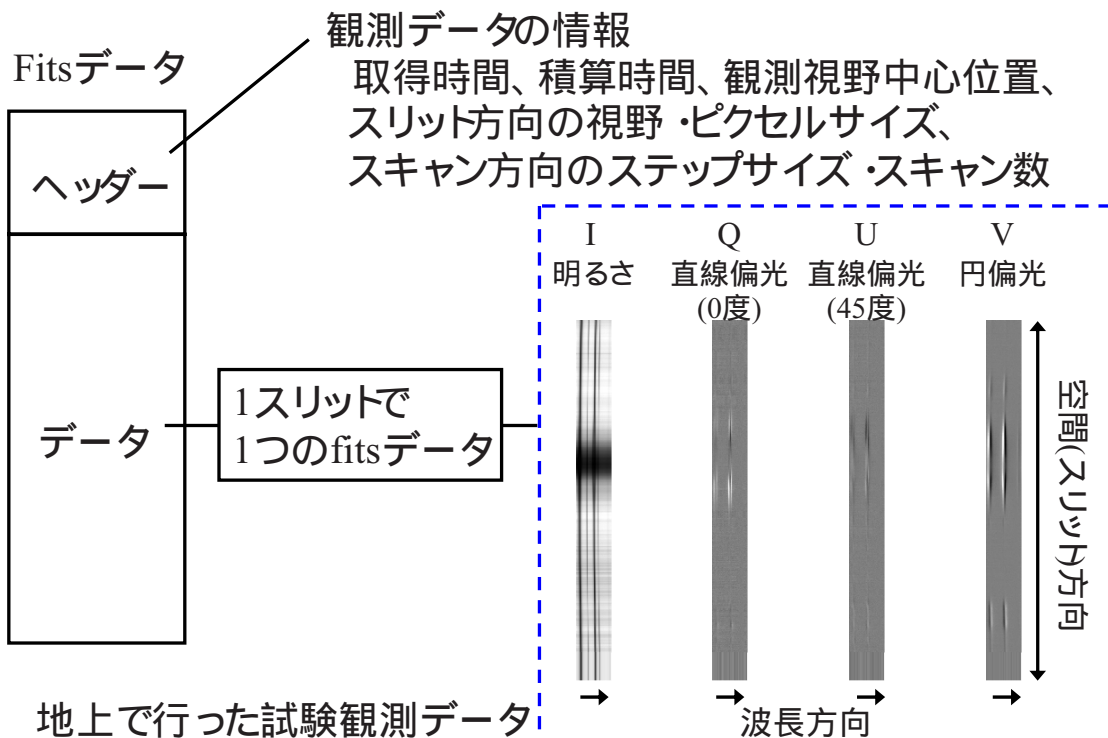 観測データの情報
Fitsデータ
取得時間、積算時間、観測視野中心位置、
スリット方向の視野・ピクセルサイズ、
スキャン方向のステップサイズ・スキャン数
ヘッダー
I Q U V
明るさ 直線偏光 直線偏光 円偏光
(0度) (45度)
1スリットで
1つのfitsデータ
データ
空間(スリット)方向
地上で行った試験観測データ
波長方向